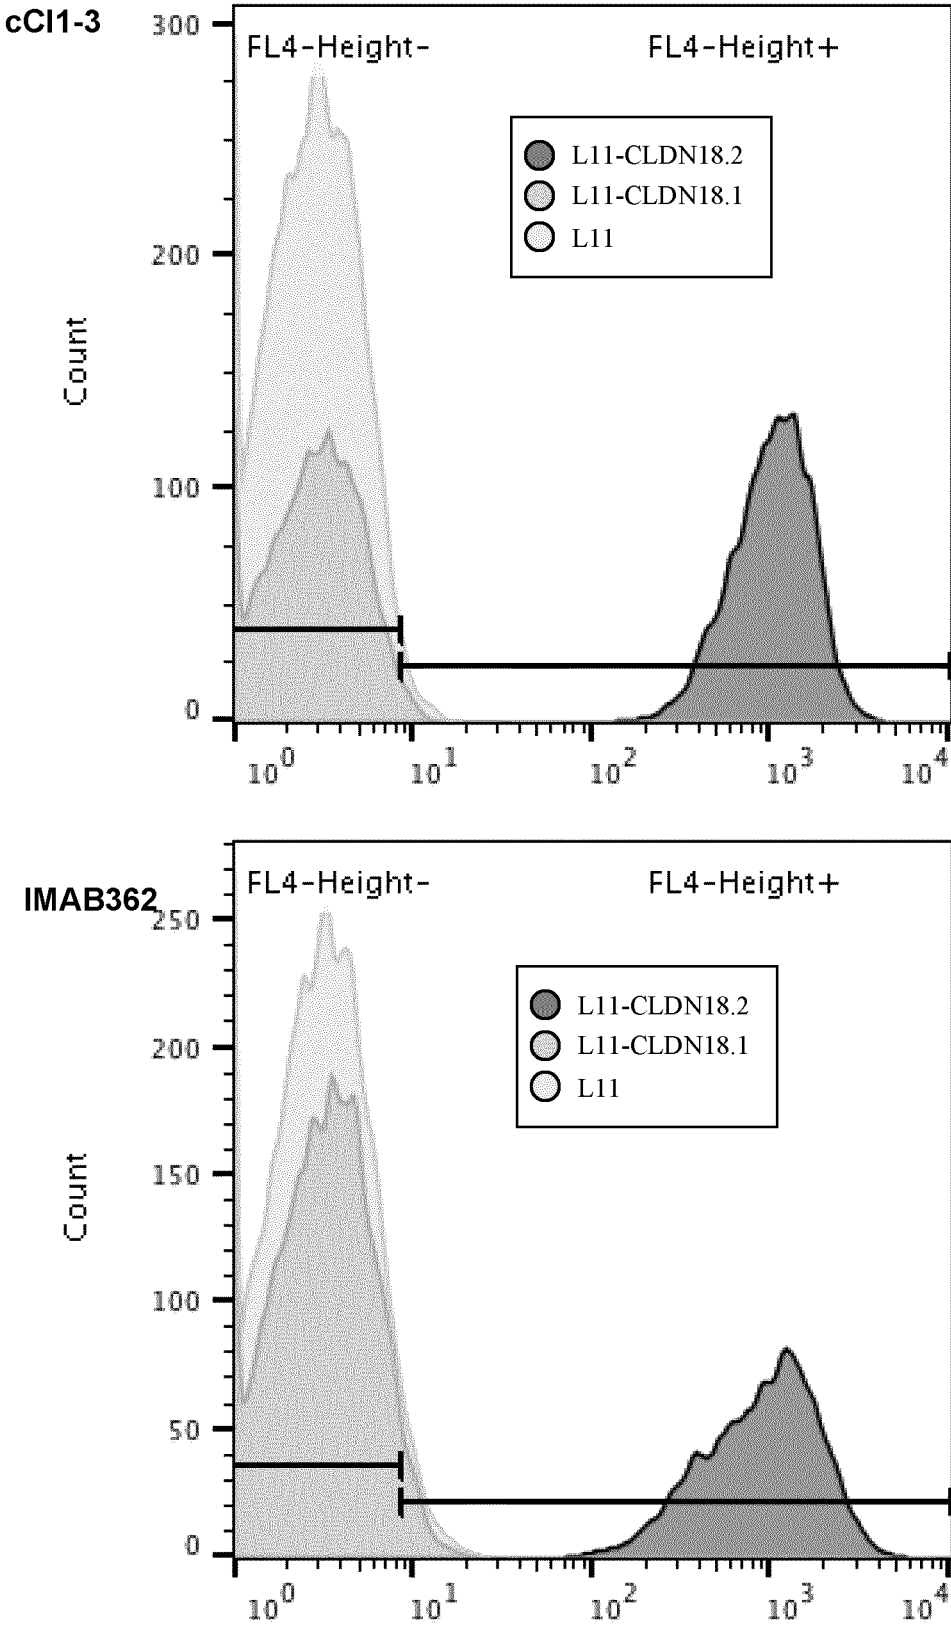 cCl1-3
FL4-Height-
FL4-Height+
L11-CLDN18.2
L11-CLDN18.1
L11
Count
300
200
100
0
10^0
10^1
10^2
10^3
10^4
IMAB362
FL4-Height-
FL4-Height+
L11-CLDN18.2
L11-CLDN18.1
L11
Count
250
200
150
100
50
0
10^0
10^1
10^2
10^3
10^4